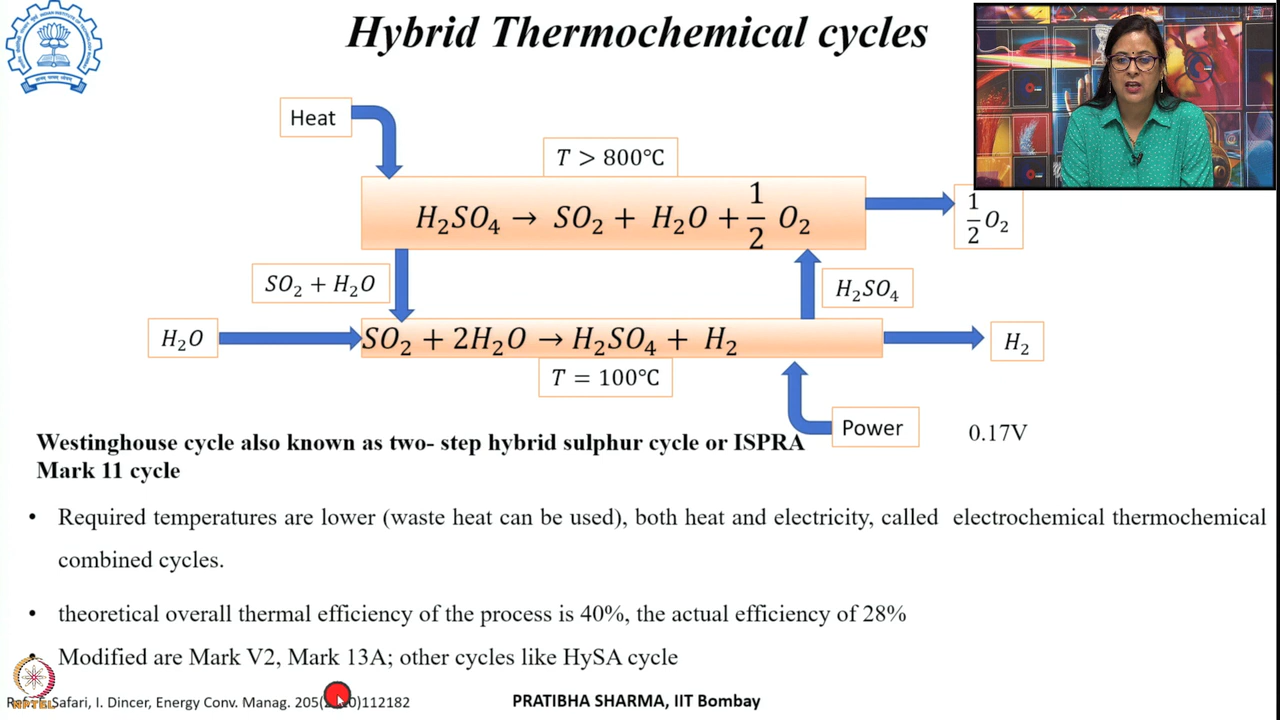 Hybrid Thermochemical cycles
Heat
T > 800℃
H₂SO₄ → SO₂ + H₂O + 1/2 O₂
1/2 O₂
SO₂ + H₂O
H₂SO₄
H₂O
SO₂ + 2H₂O → H₂SO₄ + H₂
H₂
T = 100℃
Power
0.17V
Westinghouse cycle also known as two- step hybrid sulphur cycle or ISPRA
Mark 11 cycle
• Required temperatures are lower (waste heat can be used), both heat and electricity, called electrochemical thermochemical
combined cycles.
• theoretical overall thermal efficiency of the process is 40%, the actual efficiency of 28%
• Modified are Mark V2, Mark 13A; other cycles like HySA cycle
Safari, I. Dincer, Energy Conv. Manag. 112182
PRATIBHA SHARMA, IIT Bombay
NPTEL